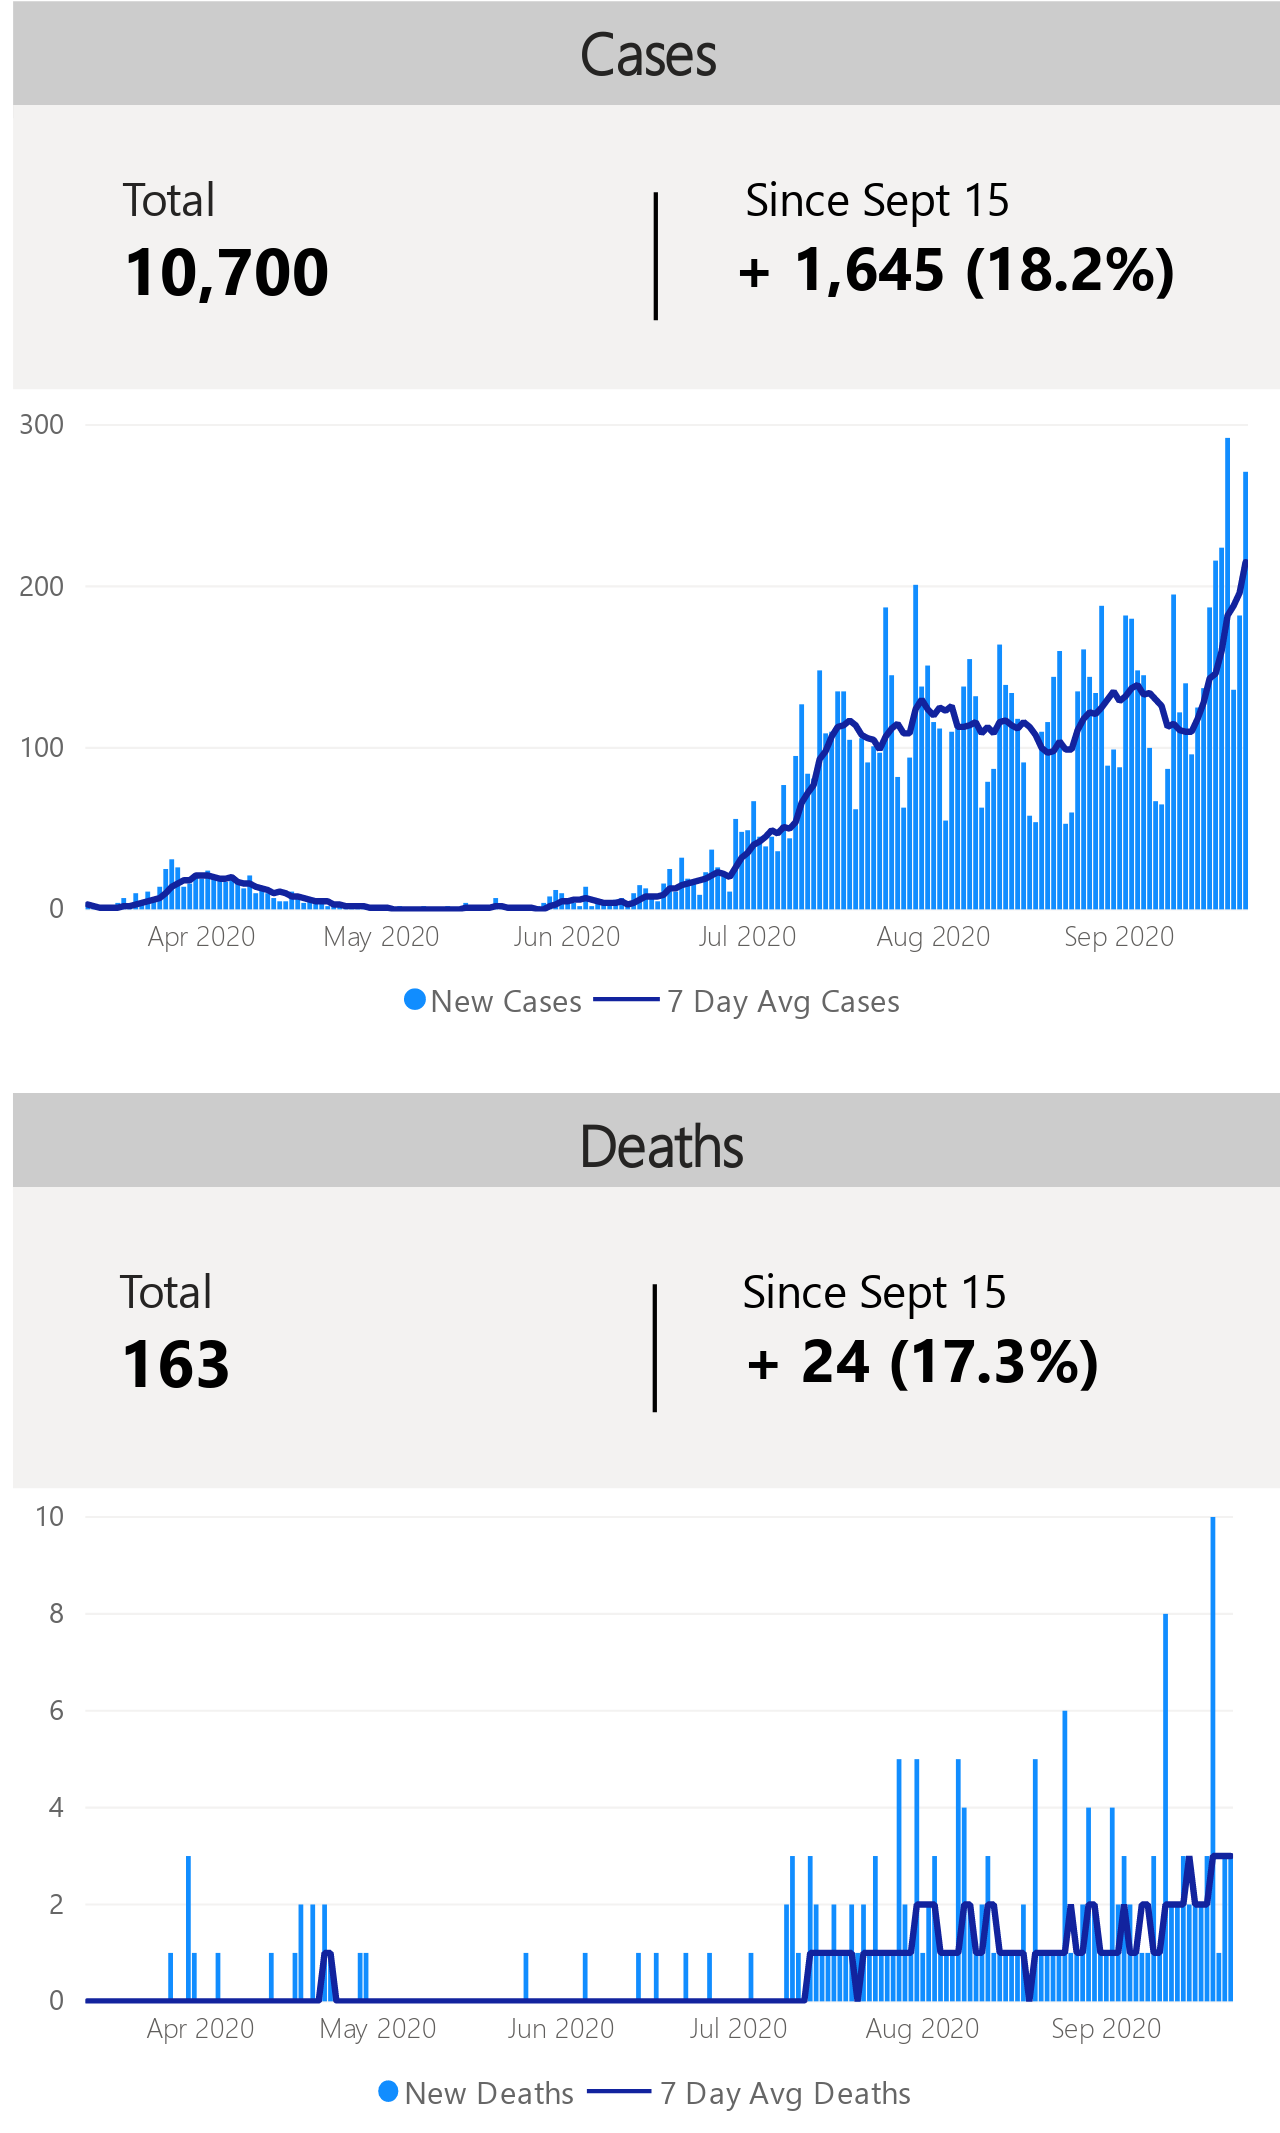 Cases
Total
Since Sept 15
10,700
+ 1,645 (18.2%)
300
200
100
0
Apr 2020 May 2020 Jun 2020 Jul 2020 Aug 2020 Sep 2020
New Cases 7 Day Avg Cases
Deaths
Total
Since Sept 15
163
+ 24 (17.3%)
10
8
6
4
2
0
Apr 2020 May 2020 Jun 2020 Jul 2020 Aug 2020 Sep 2020
New Deaths 7 Day Avg Deaths